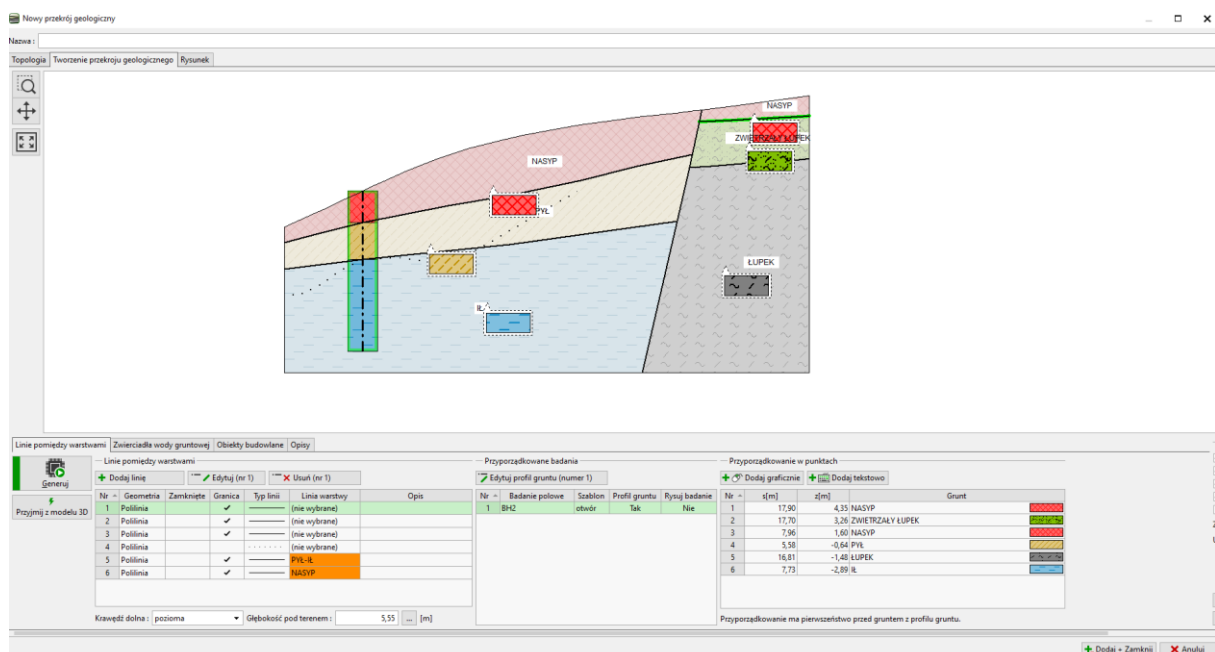 Nowy przekrój geologiczny
Nazwa :
Topologia Tworzenie przekroju geologicznego Rysunek
NASYP
ZWIETRZAŁY ŁUPEK
NASYP
PYŁ
ŁUPEK
IŁ
Linie pomiędzy warstwami Zwierciadła wody gruntowej Obiekty budowlane Opisy
Generuj
Przyjmij z modelu 3D
Linie pomiędzy warstwami
Dodaj linię Edytuj (nr 1) Usuń (nr 1)
Nr Geometria Zamknięte Granica Typ linii Linia warstwy Opis
1 Polilinia (nie wybrane)
2 Polilinia (nie wybrane)
3 Polilinia (nie wybrane)
4 Polilinia (nie wybrane)
5 Polilinia PYŁ-IŁ
6 Polilinia NASYP
Krawędź dolna : pozioma Głębokość pod terenem : 5,55 ... [m]
Przyporządkowane badania
Edytuj profil gruntu (numer 1)
Nr Badanie polowe Szablon Profil gruntu Rysuj badanie
1 BH2 otwór Tak Nie
Przyporządkowanie w punktach
Dodaj graficznie Dodaj tekstowo
Nr s[m] z[m] Grunt
1 17,90 4,35 NASYP
2 17,70 3,26 ZWIETRZAŁY ŁUPEK
3 7,96 1,60 NASYP
4 5,58 -0,64 PYŁ
5 16,81 -1,48 ŁUPEK
6 7,73 -2,89 IŁ
Przyporządkowanie ma pierwszeństwo przed gruntem z profilu gruntu.
Dodaj + Zamknij Anuluj